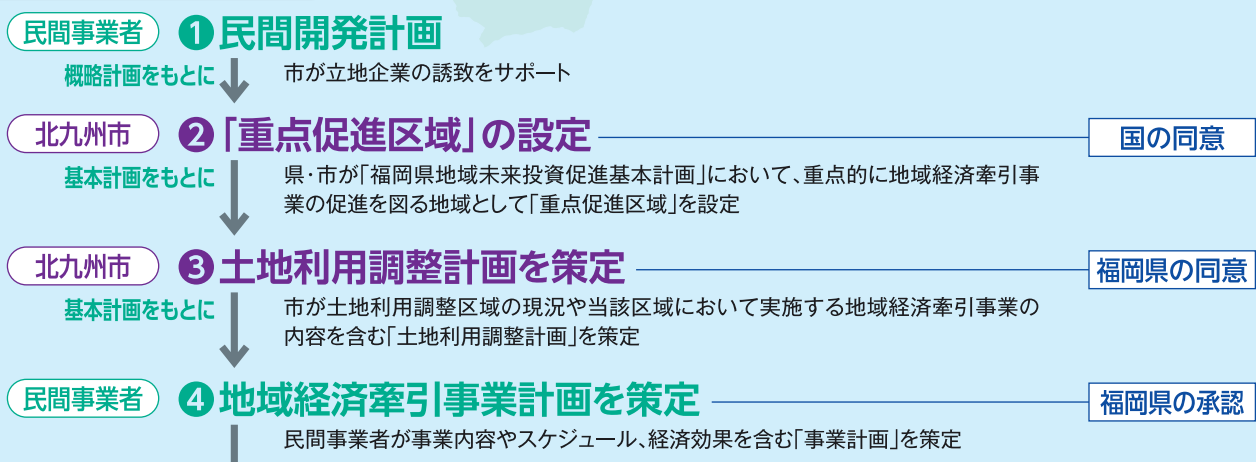 民間事業者 ❶民間開発計画
概略計画をもとに 市が立地企業の誘致をサポート
北九州市 ❷「重点促進区域」の設定 国の同意
基本計画をもとに 県・市が「福岡県地域未来投資促進基本計画」において、重点的に地域経済牽引事
業の促進を図る地域として「重点促進区域」を設定
北九州市 ❸土地利用調整計画を策定 福岡県の同意
基本計画をもとに 市が土地利用調整区域の現況や当該区域において実施する地域経済牽引事業の
内容を含む「土地利用調整計画」を策定
民間事業者 ❹地域経済牽引事業計画を策定 福岡県の承認
民間事業者が事業内容やスケジュール、経済効果を含む「事業計画」を策定